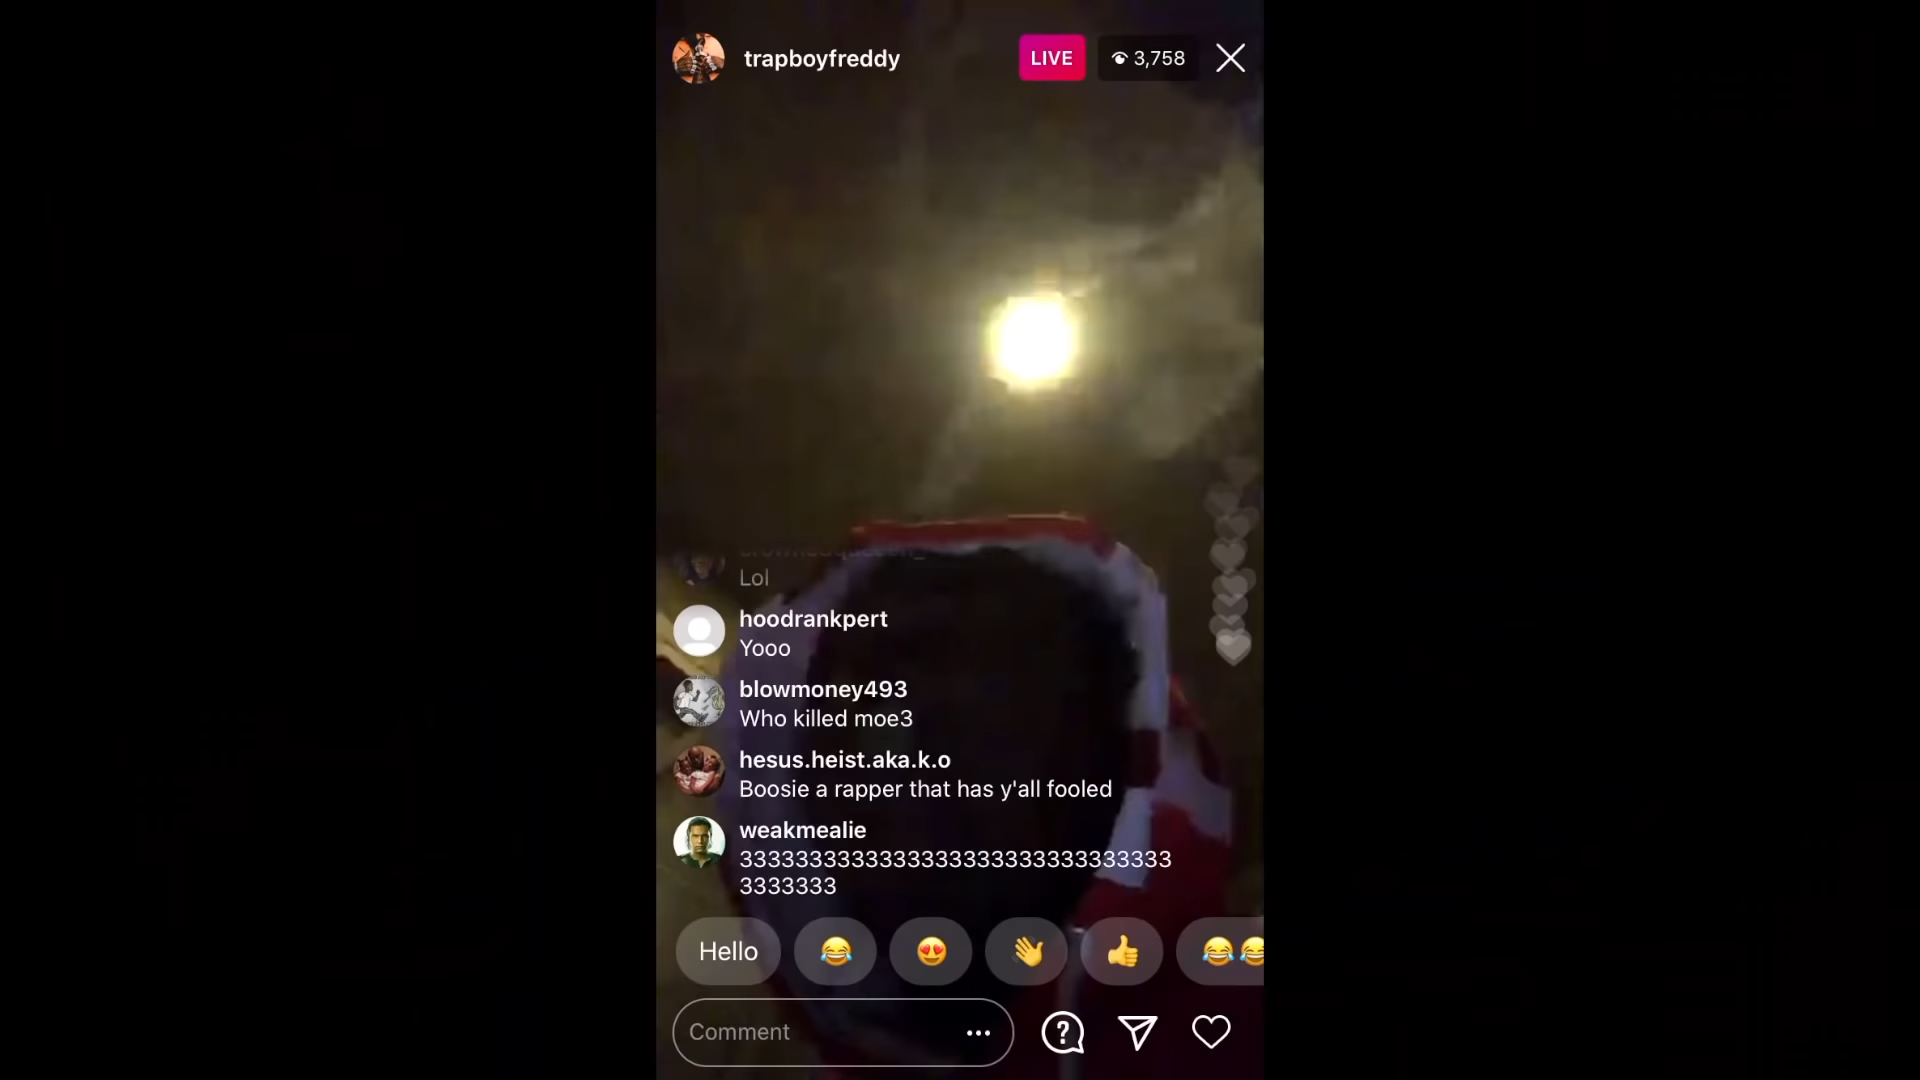 trapboyfreddy
LIVE
3,758
Lol
hoodrankpert
Yooo
blowmoney493
Who killed moe3
hesus.heist.aka.k.o
Boosie a rapper that has y'all fooled
weakmealie
3333333333333333333333333333333
3333333
Hello
Comment